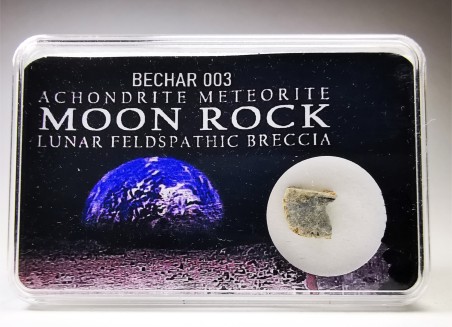 BECHAR 003
ACHONDRITE METEORITE
MOON ROCK
LUNAR FELDSPATHIC BRECCIA